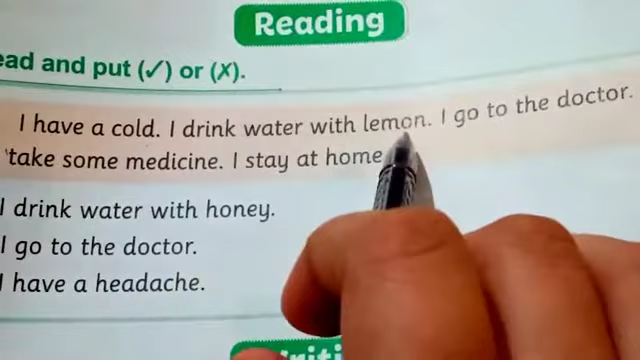 Reading
ead and put (✓) or (✗).
I have a cold. I drink water with lemon. I go to the doctor.
take some medicine. I stay at home
I drink water with honey.
I go to the doctor.
I have a headache.